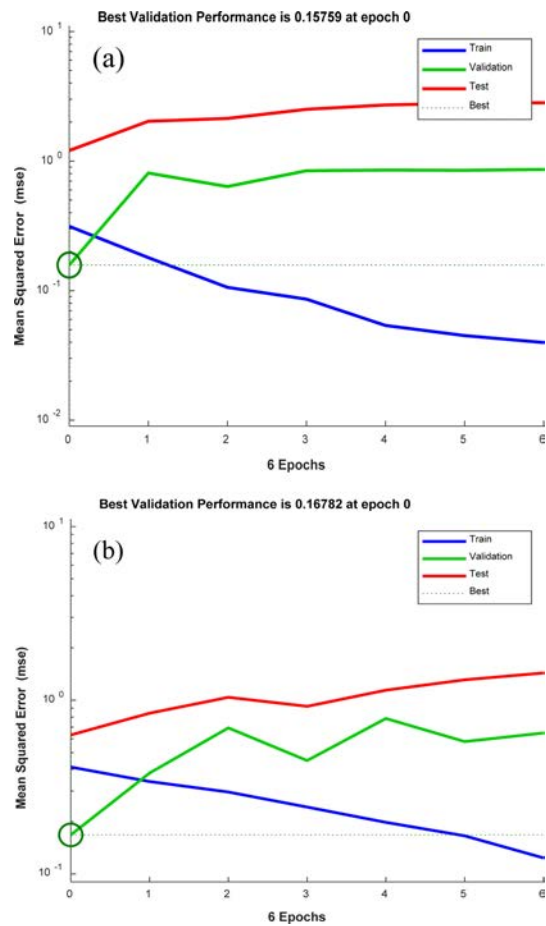 Best Validation Performance is 0.15759 at epoch 0
(a)
Train
Validation
Test
Best
Mean Squared Error (mse)
10 1
10 0
10 -1
10 -2
0 1 2 3 4 5 6
6 Epochs
Best Validation Performance is 0.16782 at epoch 0
(b)
Train
Validation
Test
Best
Mean Squared Error (mse)
10 1
10 0
10 -1
0 1 2 3 4 5 6
6 Epochs